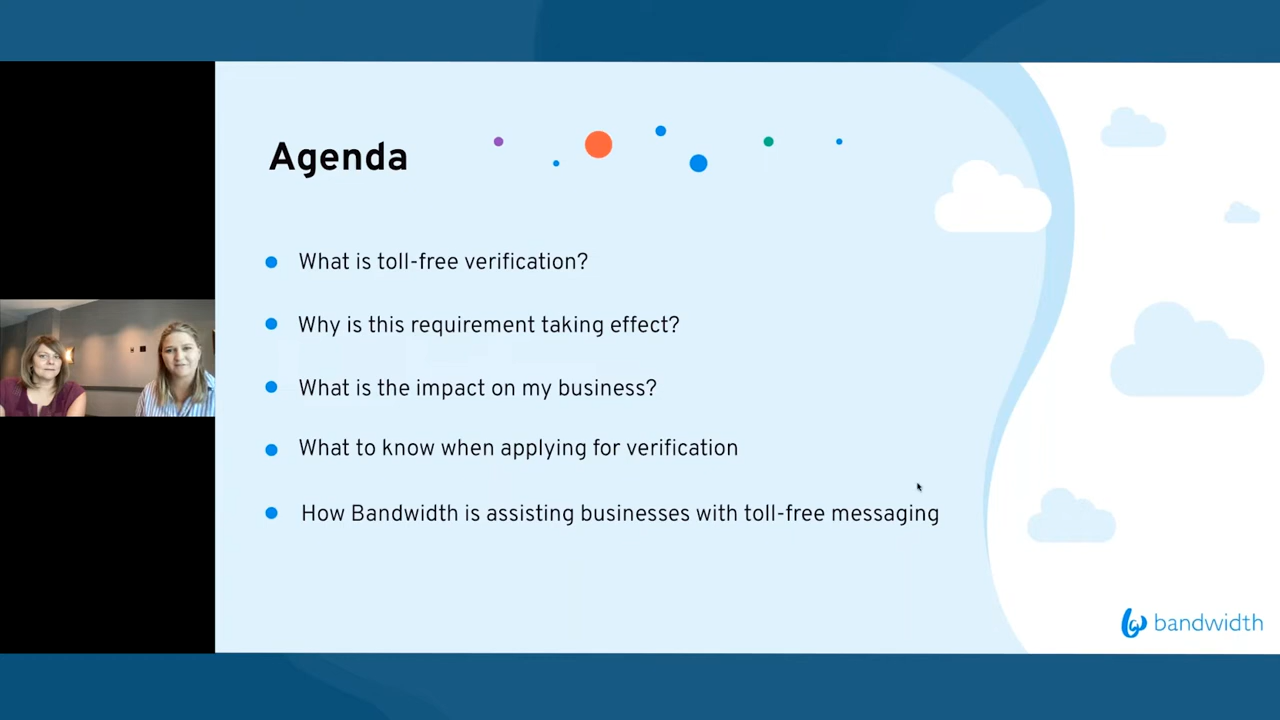 Agenda
What is toll-free verification?
Why is this requirement taking effect?
What is the impact on my business?
What to know when applying for verification
How Bandwidth is assisting businesses with toll-free messaging
bandwidth